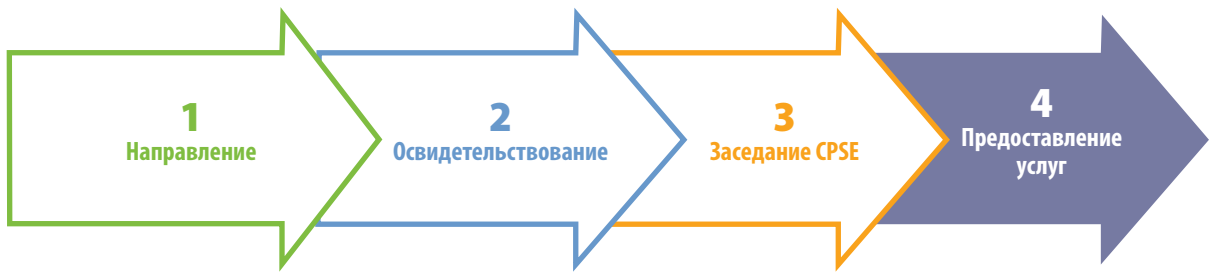 1
Направление
2
Освидетельствование
3
Заседание CPSE
4
Предоставление
услуг